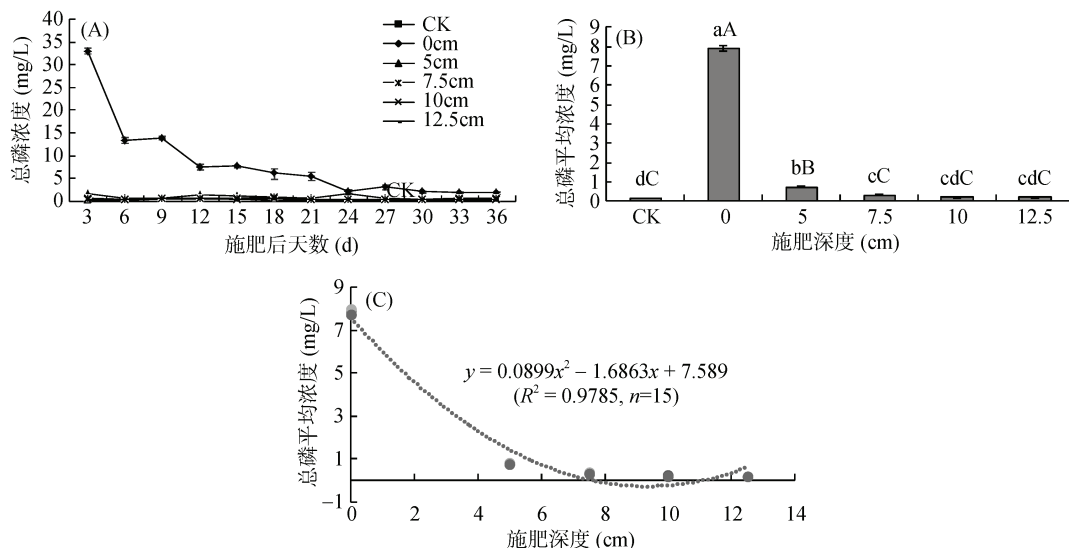 (A)
总磷浓度 (mg/L)
40
35
30
25
20
15
10
5
0
3 6 9 12 15 18 21 24 27 30 33 36
施肥后天数 (d)
CK
0cm
5cm
7.5cm
10cm
12.5cm
CK
(B)
总磷平均浓度 (mg/L)
9
8
7
6
5
4
3
2
1
0
dC aA bB cC cdC cdC
CK 0 5 7.5 10 12.5
施肥深度 (cm)
(C)
总磷平均浓度 (mg/L)
9
7
5
3
1
−1
y = 0.0899x² − 1.6863x + 7.589
(R² = 0.9785, n=15)
0 2 4 6 8 10 12 14
施肥深度 (cm)